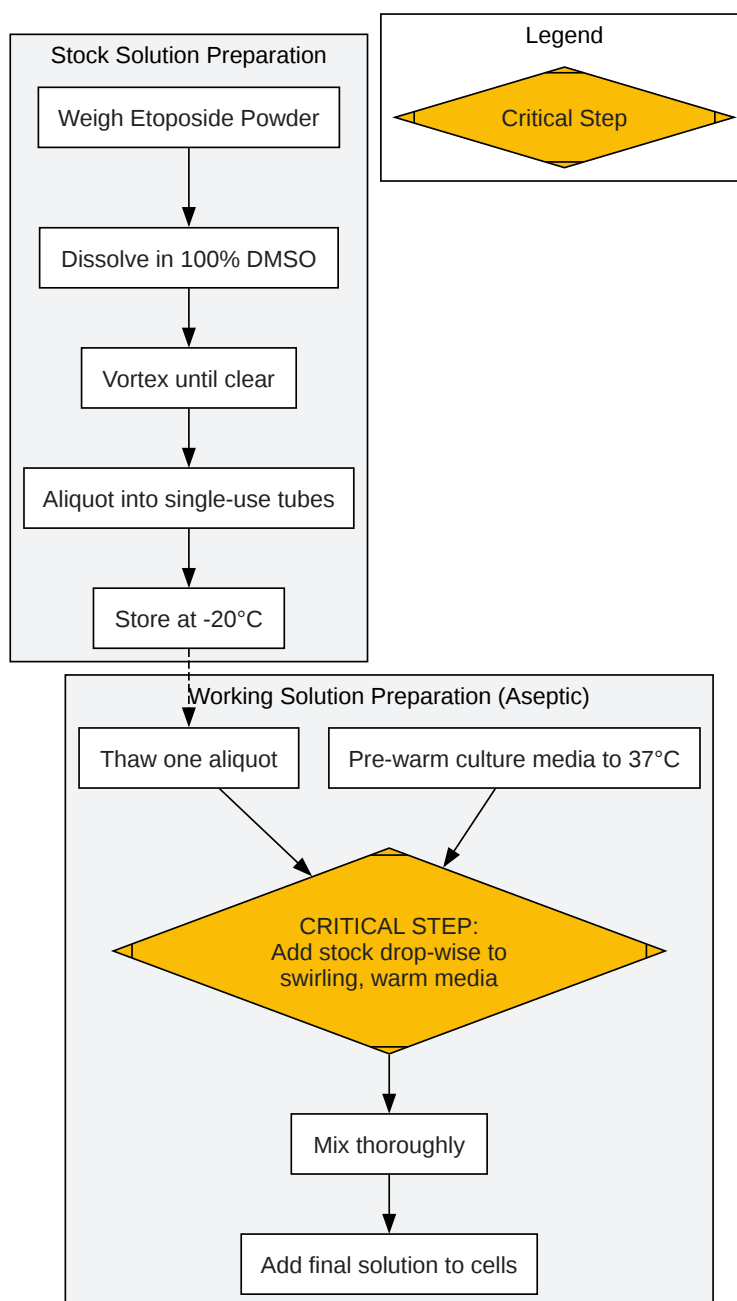 Stock Solution Preparation
Weigh Etoposide Powder
Dissolve in 100% DMSO
Vortex until clear
Aliquot into single-use tubes
Store at -20°C
Legend
Critical Step
Working Solution Preparation (Aseptic)
Thaw one aliquot
Pre-warm culture media to 37°C
CRITICAL STEP:
Add stock drop-wise to
swirling, warm media
Mix thoroughly
Add final solution to cells